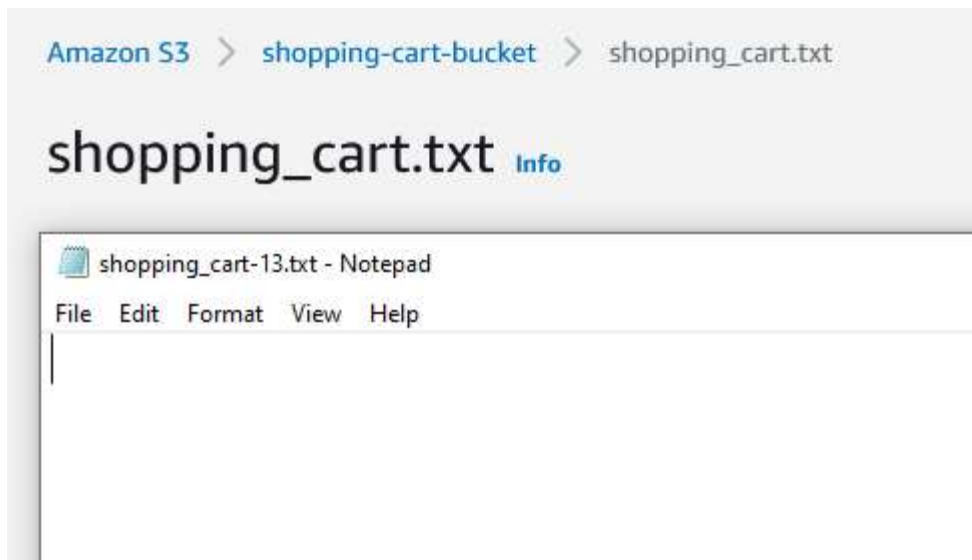 Amazon S3 > shopping-cart-bucket > shopping_cart.txt
shopping_cart.txt Info
shopping_cart-13.txt - Notepad
File Edit Format View Help